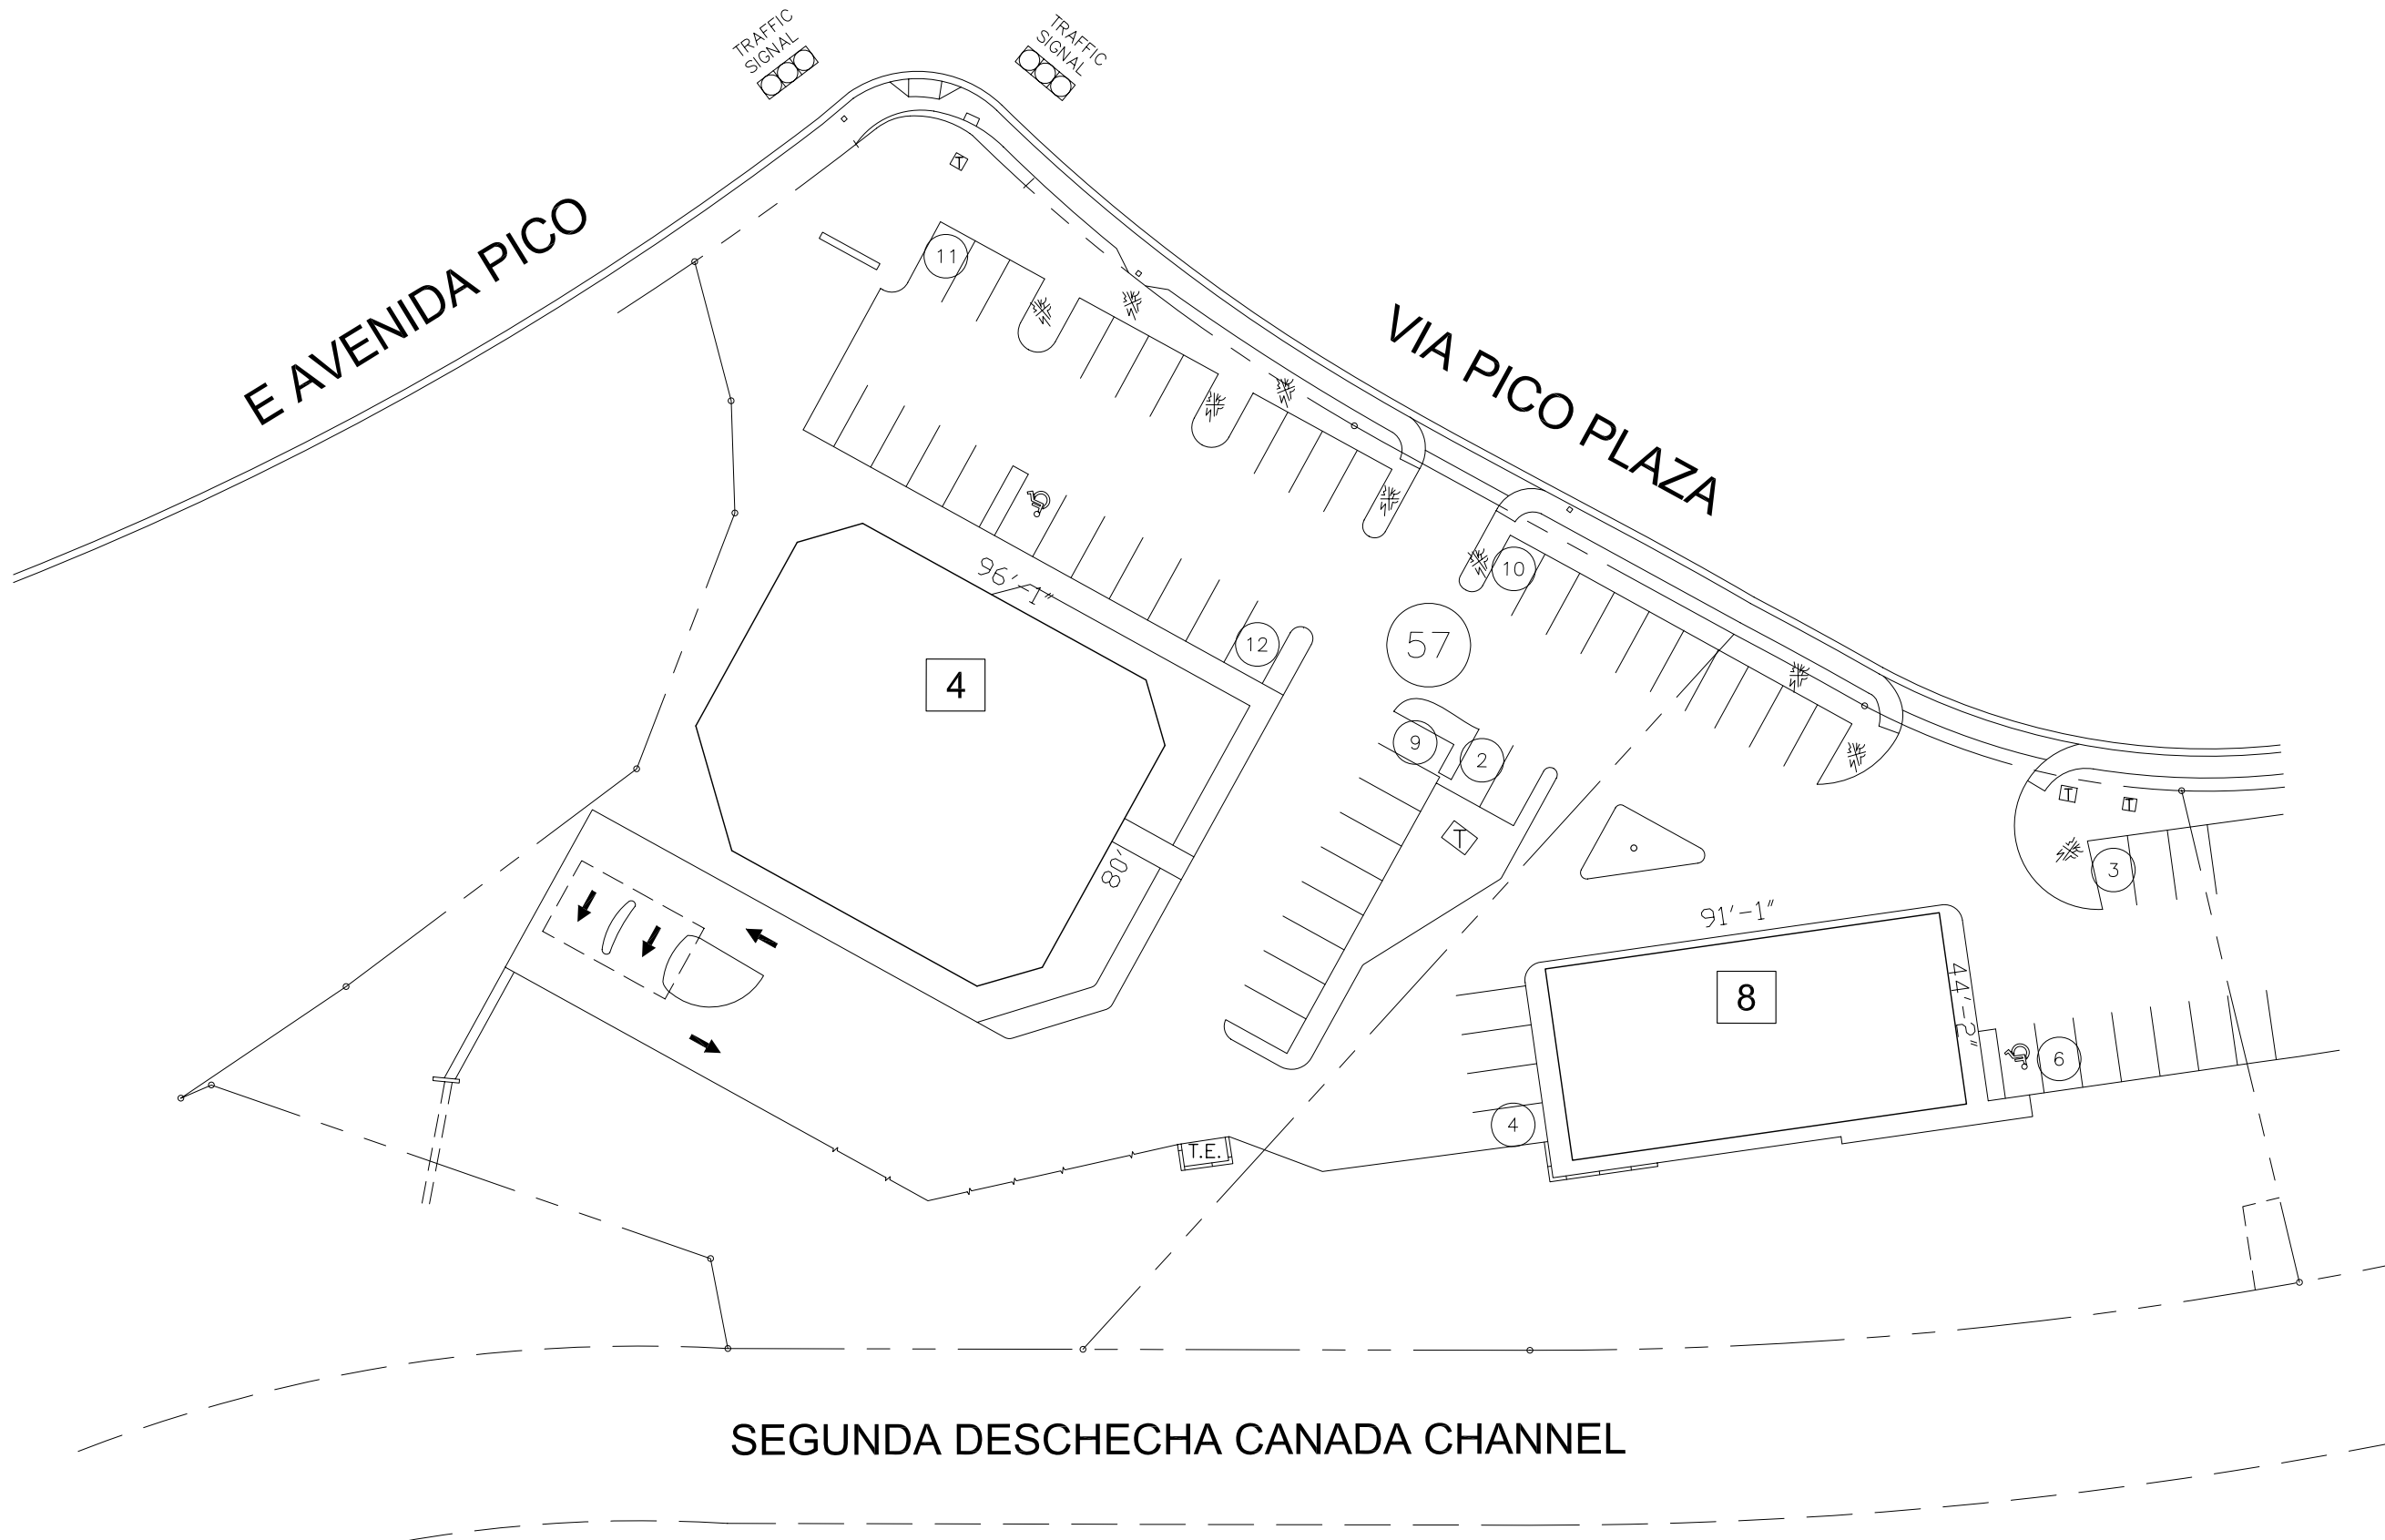 TRAFFIC
SIGNAL
TRAFFIC
SIGNAL
T
E AVENIDA PICO
11
VIA PICO PLAZA
96'-1"
10
12
57
4
9
2
T
T
T
80'
3
91'-1"
8
44'-2"
6
4
T.E.
SEGUNDA DESCHECHA CANADA CHANNEL